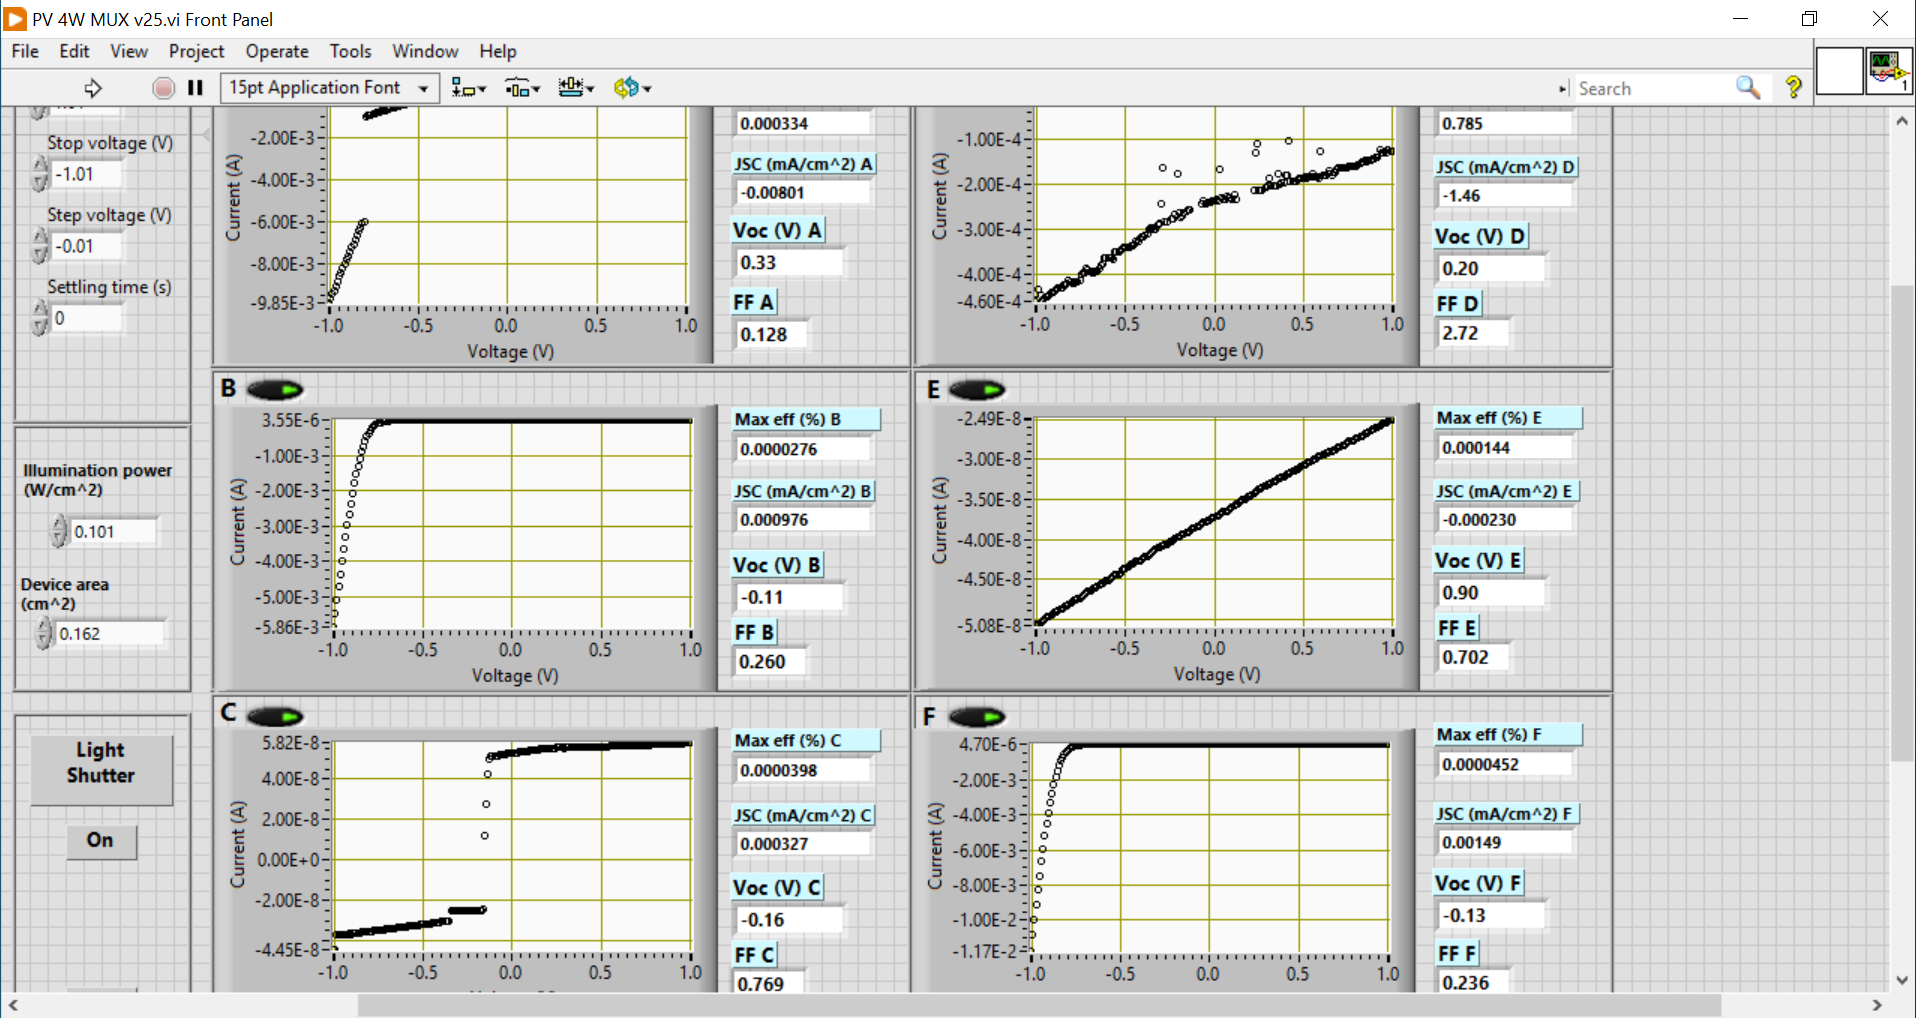 PV 4W MUX v25.vi Front Panel
File Edit View Project Operate Tools Window Help
15pt Application Font
Search
1
Stop voltage (V)
-1.01
Step voltage (V)
-0.01
Settling time (s)
0
Illumination power
(W/cm^2)
0.101
Device area
(cm^2)
0.162
Light
Shutter
On
-2.00E-3
-4.00E-3
-6.00E-3
-8.00E-3
-9.85E-3
Current (A)
-1.0 -0.5 0.0 0.5 1.0
Voltage (V)
0.000334
JSC (mA/cm^2) A
-0.00801
Voc (V) A
0.33
FF A
0.128
-1.00E-4
-2.00E-4
-3.00E-4
-4.00E-4
-4.60E-4
Current (A)
-1.0 -0.5 0.0 0.5 1.0
Voltage (V)
0.785
JSC (mA/cm^2) D
-1.46
Voc (V) D
0.20
FF D
2.72
B
3.55E-6
-1.00E-3
-2.00E-3
-3.00E-3
-4.00E-3
-5.00E-3
-5.86E-3
Current (A)
-1.0 -0.5 0.0 0.5 1.0
Voltage (V)
Max eff (%) B
0.0000276
JSC (mA/cm^2) B
0.000976
Voc (V) B
-0.11
FF B
0.260
E
-2.49E-8
-3.00E-8
-3.50E-8
-4.00E-8
-4.50E-8
-5.08E-8
Current (A)
-1.0 -0.5 0.0 0.5 1.0
Voltage (V)
Max eff (%) E
0.000144
JSC (mA/cm^2) E
-0.000230
Voc (V) E
0.90
FF E
0.702
C
5.82E-8
4.00E-8
2.00E-8
0.00E+0
-2.00E-8
-4.45E-8
Current (A)
-1.0 -0.5 0.0 0.5 1.0
Max eff (%) C
0.0000398
JSC (mA/cm^2) C
0.000327
Voc (V) C
-0.16
FF C
0.769
F
4.70E-6
-2.00E-3
-4.00E-3
-6.00E-3
-8.00E-3
-1.00E-2
-1.17E-2
Current (A)
-1.0 -0.5 0.0 0.5 1.0
Max eff (%) F
0.0000452
JSC (mA/cm^2) F
0.00149
Voc (V) F
-0.13
FF F
0.236